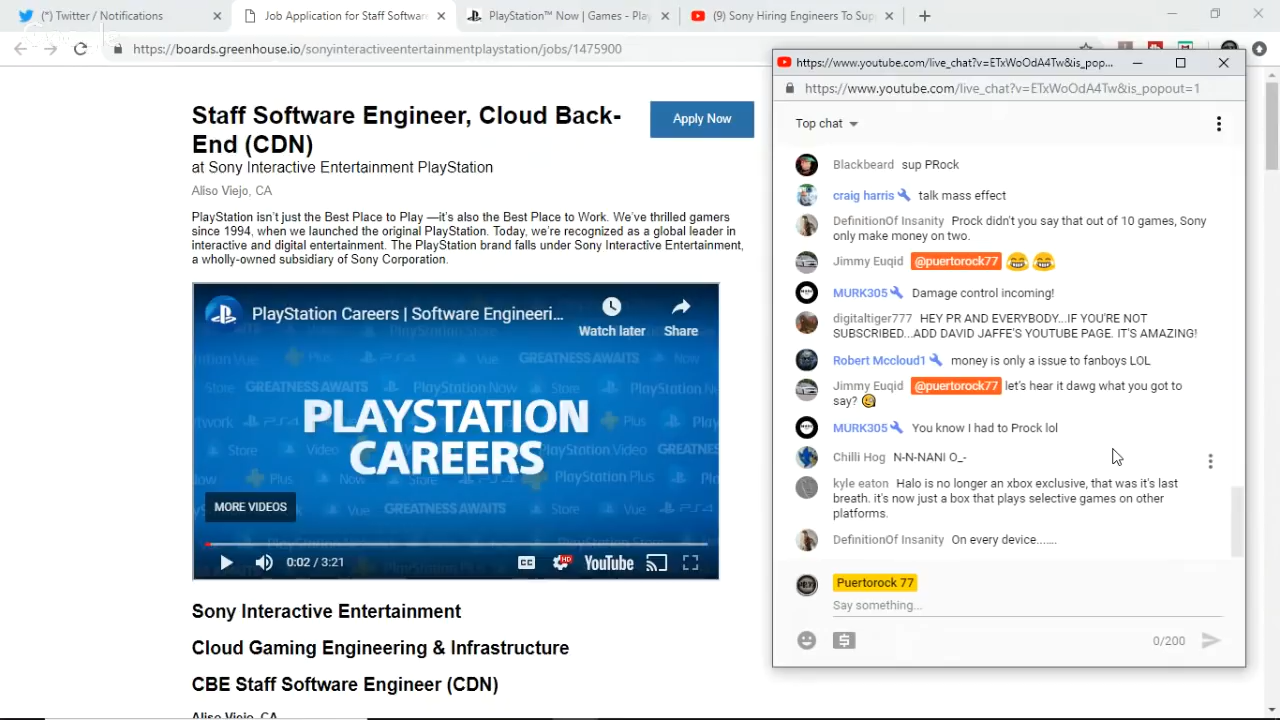 (*) Twitter / Notifications
Job Application for Staff Software
PlayStation™ Now | Games - Play
(9) Sony Hiring Engineers To Sup
https://boards.greenhouse.io/sonyinteractiveentertainmentplaystation/jobs/1475900
Staff Software Engineer, Cloud Back-
End (CDN)
at Sony Interactive Entertainment PlayStation
Aliso Viejo, CA
Apply Now
PlayStation isn't just the Best Place to Play —it's also the Best Place to Work. We've thrilled gamers
since 1994, when we launched the original PlayStation. Today, we're recognized as a global leader in
interactive and digital entertainment. The PlayStation brand falls under Sony Interactive Entertainment,
a wholly-owned subsidiary of Sony Corporation.
PlayStation Careers | Software Engineeri...
Watch later
Share
PLAYSTATION
CAREERS
MORE VIDEOS
0:02 / 3:21
CC
HD
YouTube
Sony Interactive Entertainment
Cloud Gaming Engineering & Infrastructure
CBE Staff Software Engineer (CDN)
Aliso Viejo, CA
https://www.youtube.com/live_chat?v=ETxWoOdA4Tw&is_pop...
https://www.youtube.com/live_chat?v=ETxWoOdA4Tw&is_popout=1
Top chat
Blackbeard sup PRock
craig harris talk mass effect
DefinitionOf Insanity Prock didn't you say that out of 10 games, Sony
only make money on two.
Jimmy Euqid @puertorock77 😂 😂
MURK305 Damage control incoming!
digitaltiger777 HEY PR AND EVERYBODY...IF YOU'RE NOT
SUBSCRIBED...ADD DAVID JAFFE'S YOUTUBE PAGE. IT'S AMAZING!
Robert Mccloud1 money is only a issue to fanboys LOL
Jimmy Euqid @puertorock77 let's hear it dawg what you got to
say?
MURK305 You know I had to Prock lol
Chilli Hog N-N-NANI O_-
kyle eaton Halo is no longer an xbox exclusive, that was it's last
breath. it's now just a box that plays selective games on other
platforms.
DefinitionOf Insanity On every device......
Puertorock 77
Say something...
0/200